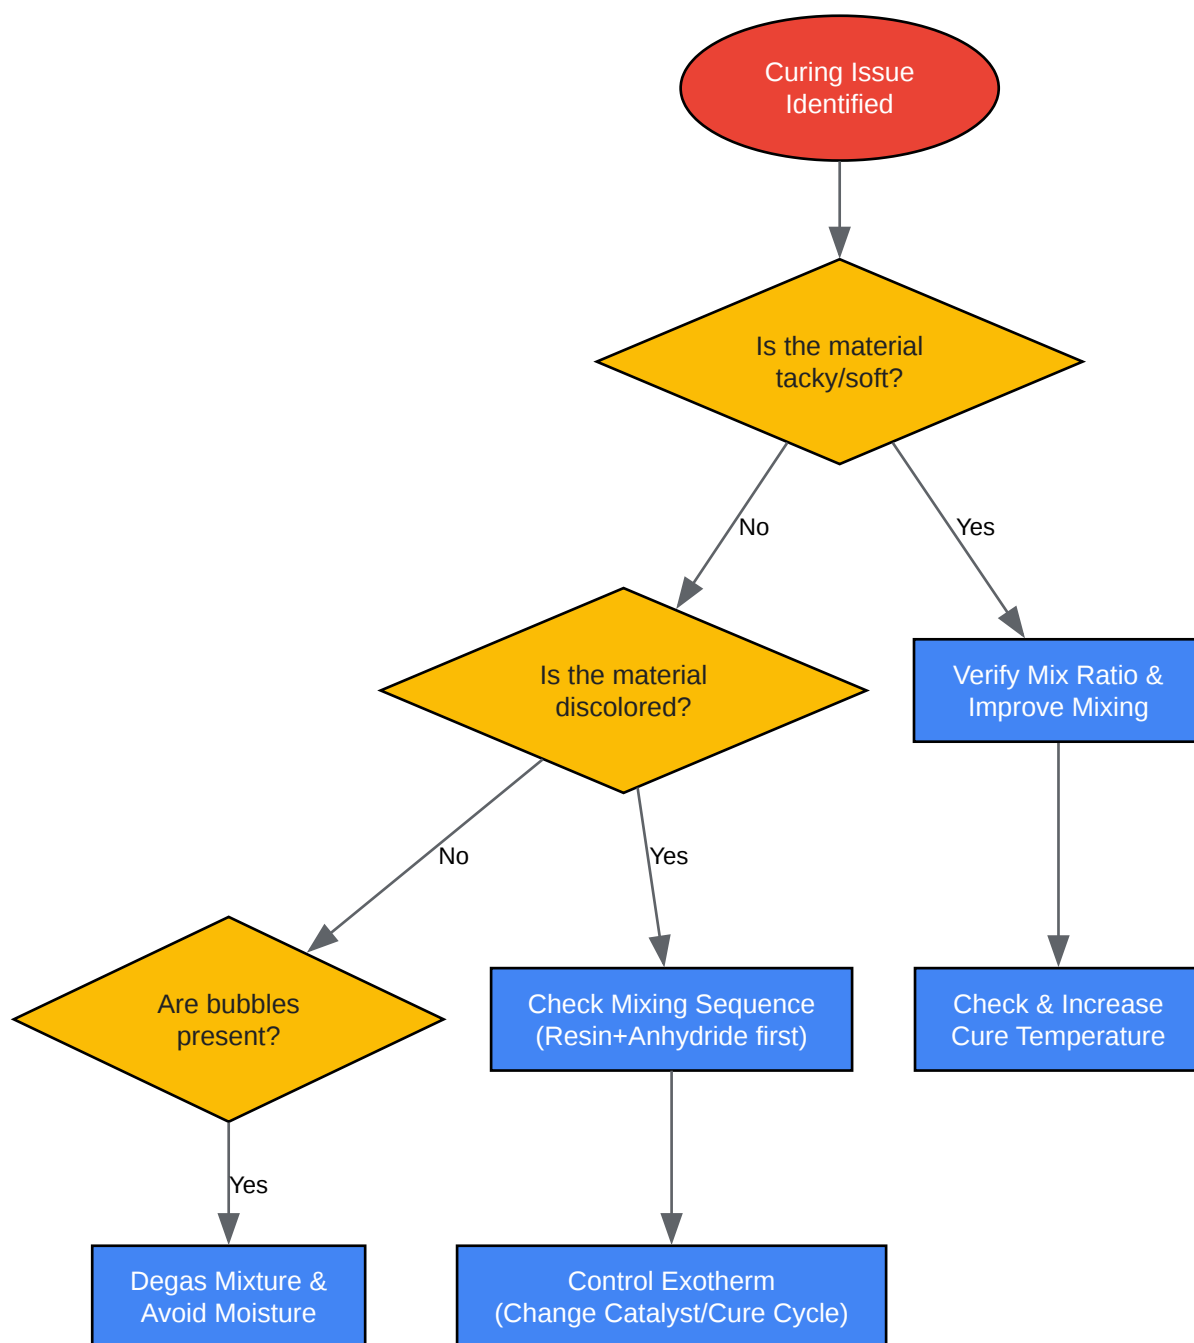 Curing Issue
Identified
Is the material
tacky/soft?
No
Yes
Is the material
discolored?
Verify Mix Ratio &
Improve Mixing
No
Yes
Are bubbles
present?
Check Mixing Sequence
(Resin+Anhydride first)
Check & Increase
Cure Temperature
Yes
Degas Mixture &
Avoid Moisture
Control Exotherm
(Change Catalyst/Cure Cycle)